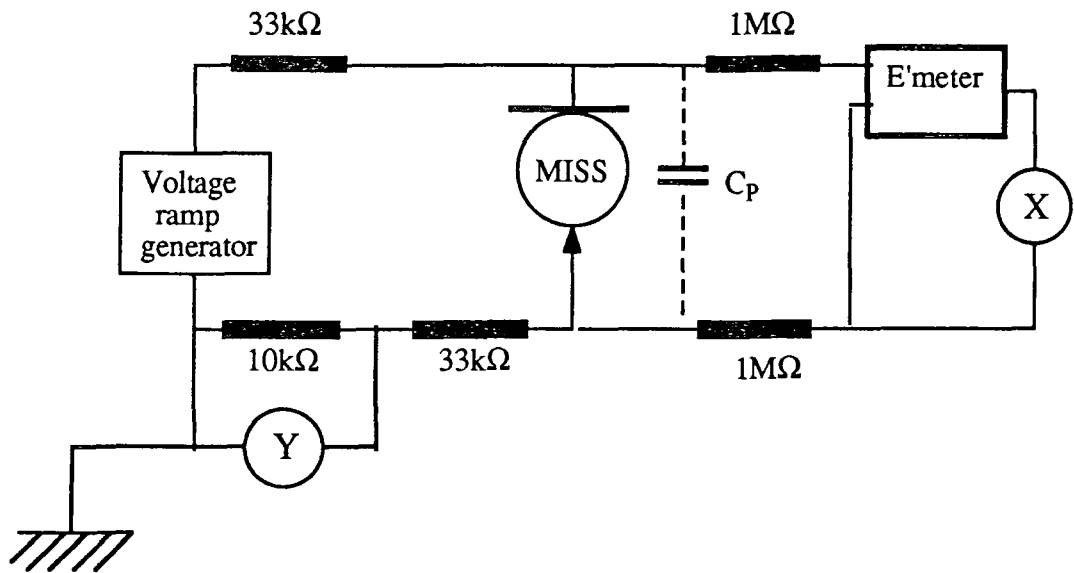 33kΩ
1MΩ
E'meter
Voltage
ramp
generator
MISS
C_P
X
10kΩ
33kΩ
1MΩ
Y